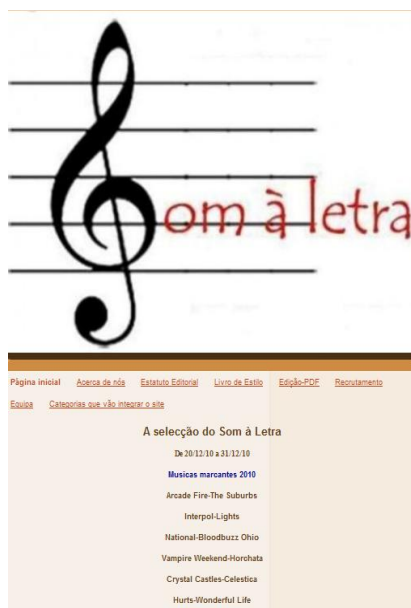 om à letra
Página inicial Acerca de nós Estatuto Editorial Livro de Estilo Edição-PDF Recrutamento
Equipa Categorias que vão integrar o site
A selecção do Som à Letra
De 20/12/10 a 31/12/10
Musicas marcantes 2010
Arcade Fire-The Suburbs
Interpol-Lights
National-Bloodbuzz Ohio
Vampire Weekend-Horchata
Crystal Castles-Celestica
Hurts-Wonderful Life